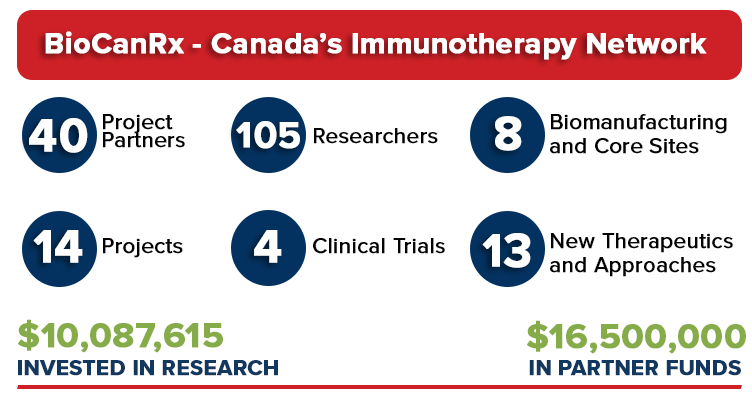 BioCanRx - Canada’s Immunotherapy Network
40
Project
Partners
105
Researchers
8
Biomanufacturing
and Core Sites
14
Projects
4
Clinical Trials
13
New Therapeutics
and Approaches
$10,087,615
INVESTED IN RESEARCH
$16,500,000
IN PARTNER FUNDS